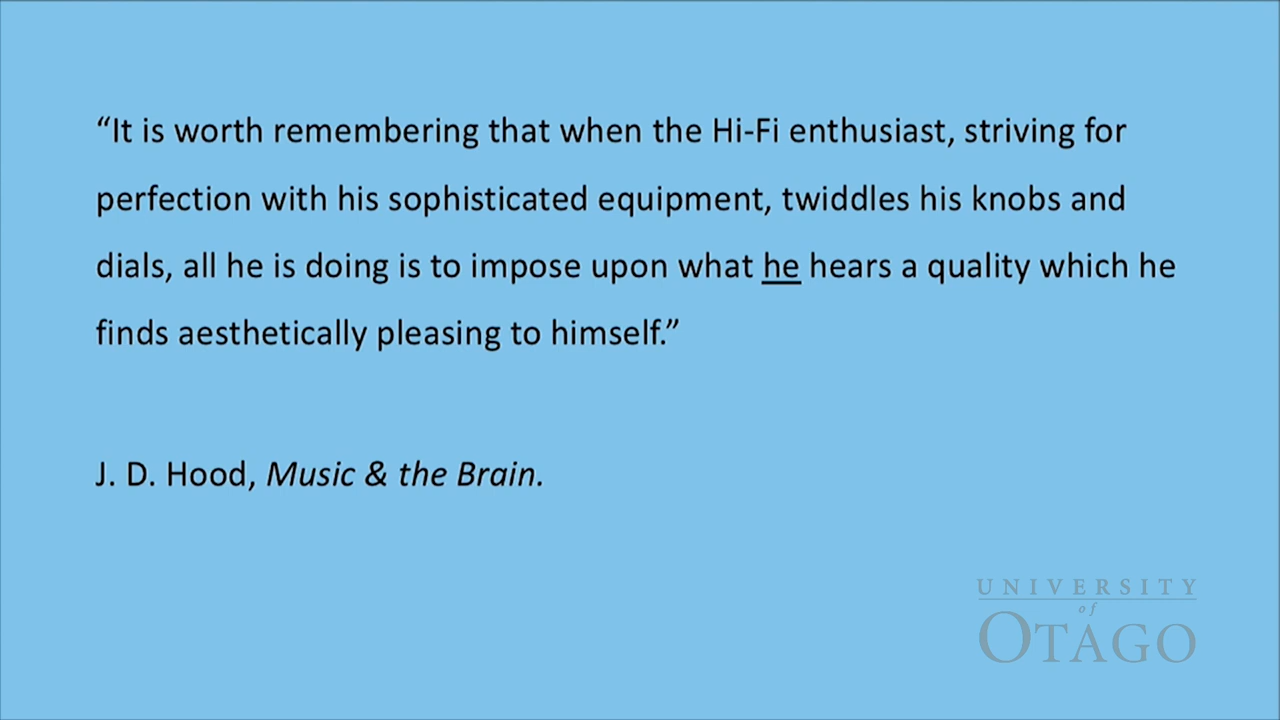 “It is worth remembering that when the Hi-Fi enthusiast, striving for
perfection with his sophisticated equipment, twiddles his knobs and
dials, all he is doing is to impose upon what he hears a quality which he
finds aesthetically pleasing to himself.”
J. D. Hood, Music & the Brain.
UNIVERSITY
of
OTAGO